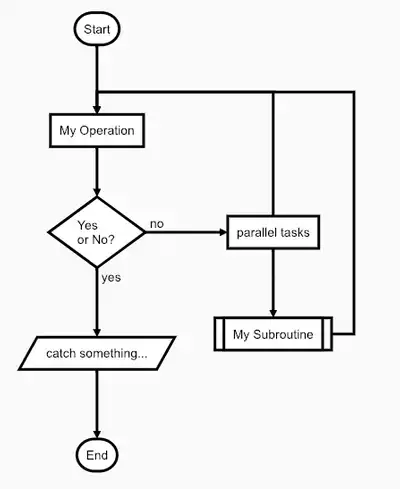 Start
My Operation
Yes
or No?
no
parallel tasks
yes
My Subroutine
catch something...
End